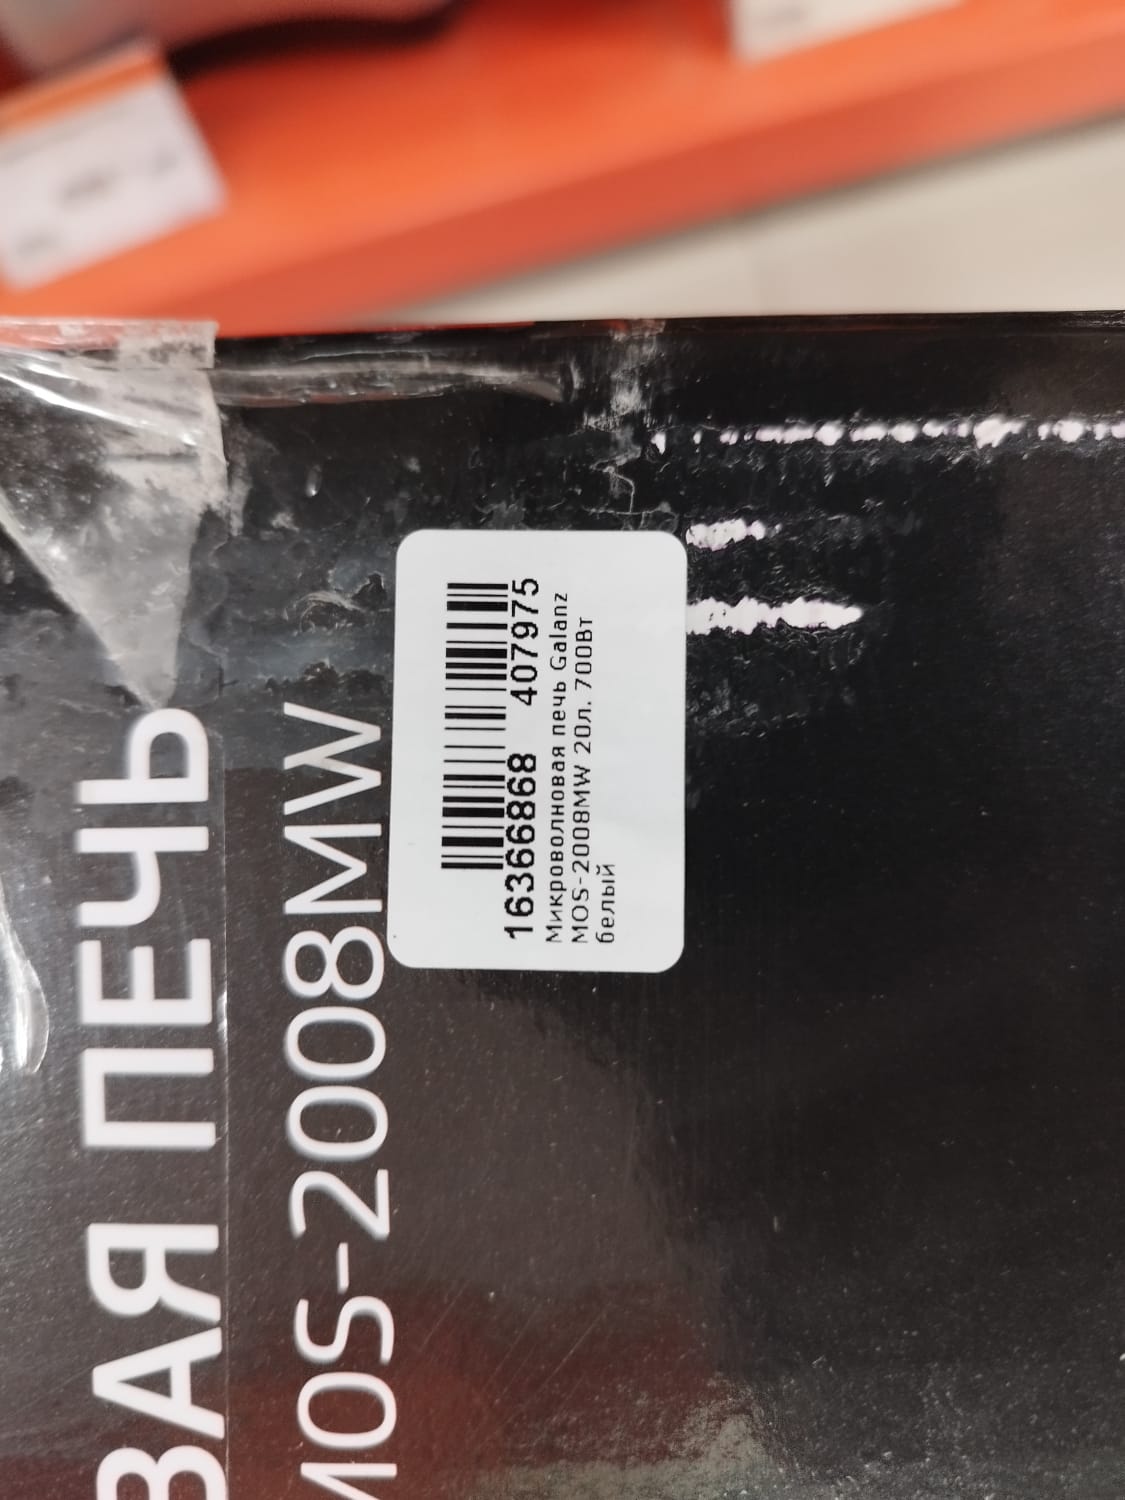 ВАЯ ПЕЧЬ
MOS-2008MW
16366868 407975
Микроволновая печь Galanz
MOS-2008MW 20л. 700Вт
белый